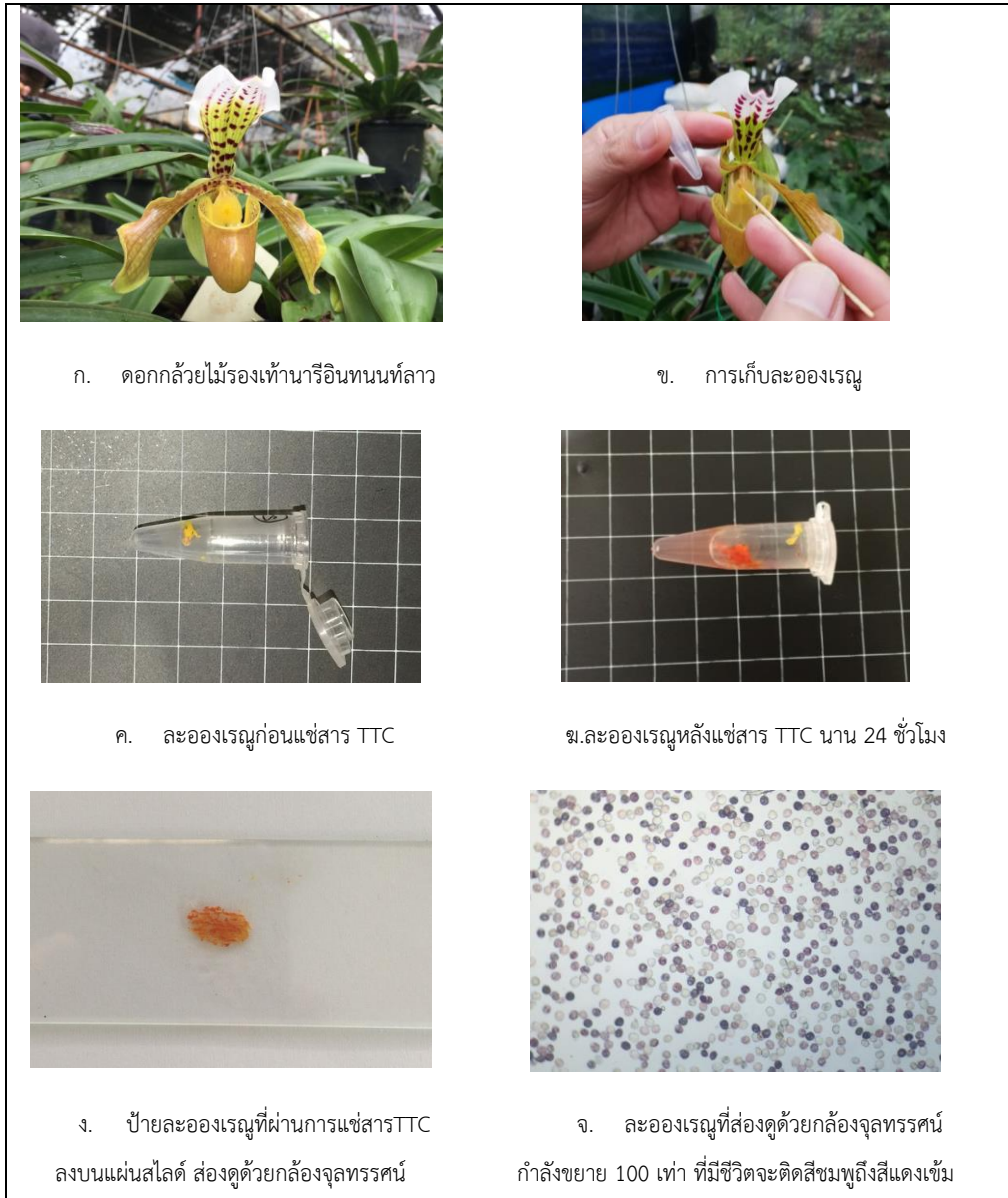 ก. ดอกกล้วยไม้รองเท้านารีอินทนนท์ลาว
ข. การเก็บละอองเรณู
ค. ละอองเรณูก่อนแช่สาร TTC
ฆ.ละอองเรณูหลังแช่สาร TTC นาน 24 ชั่วโมง
ง. ป้ายละอองเรณูที่ผ่านการแช่สารTTC
ลงบนแผ่นสไลด์ ส่องดูด้วยกล้องจุลทรรศน์
จ. ละอองเรณูที่ส่องดูด้วยกล้องจุลทรรศน์
กำลังขยาย 100 เท่า ที่มีชีวิตจะติดสีชมพูถึงสีแดงเข้ม